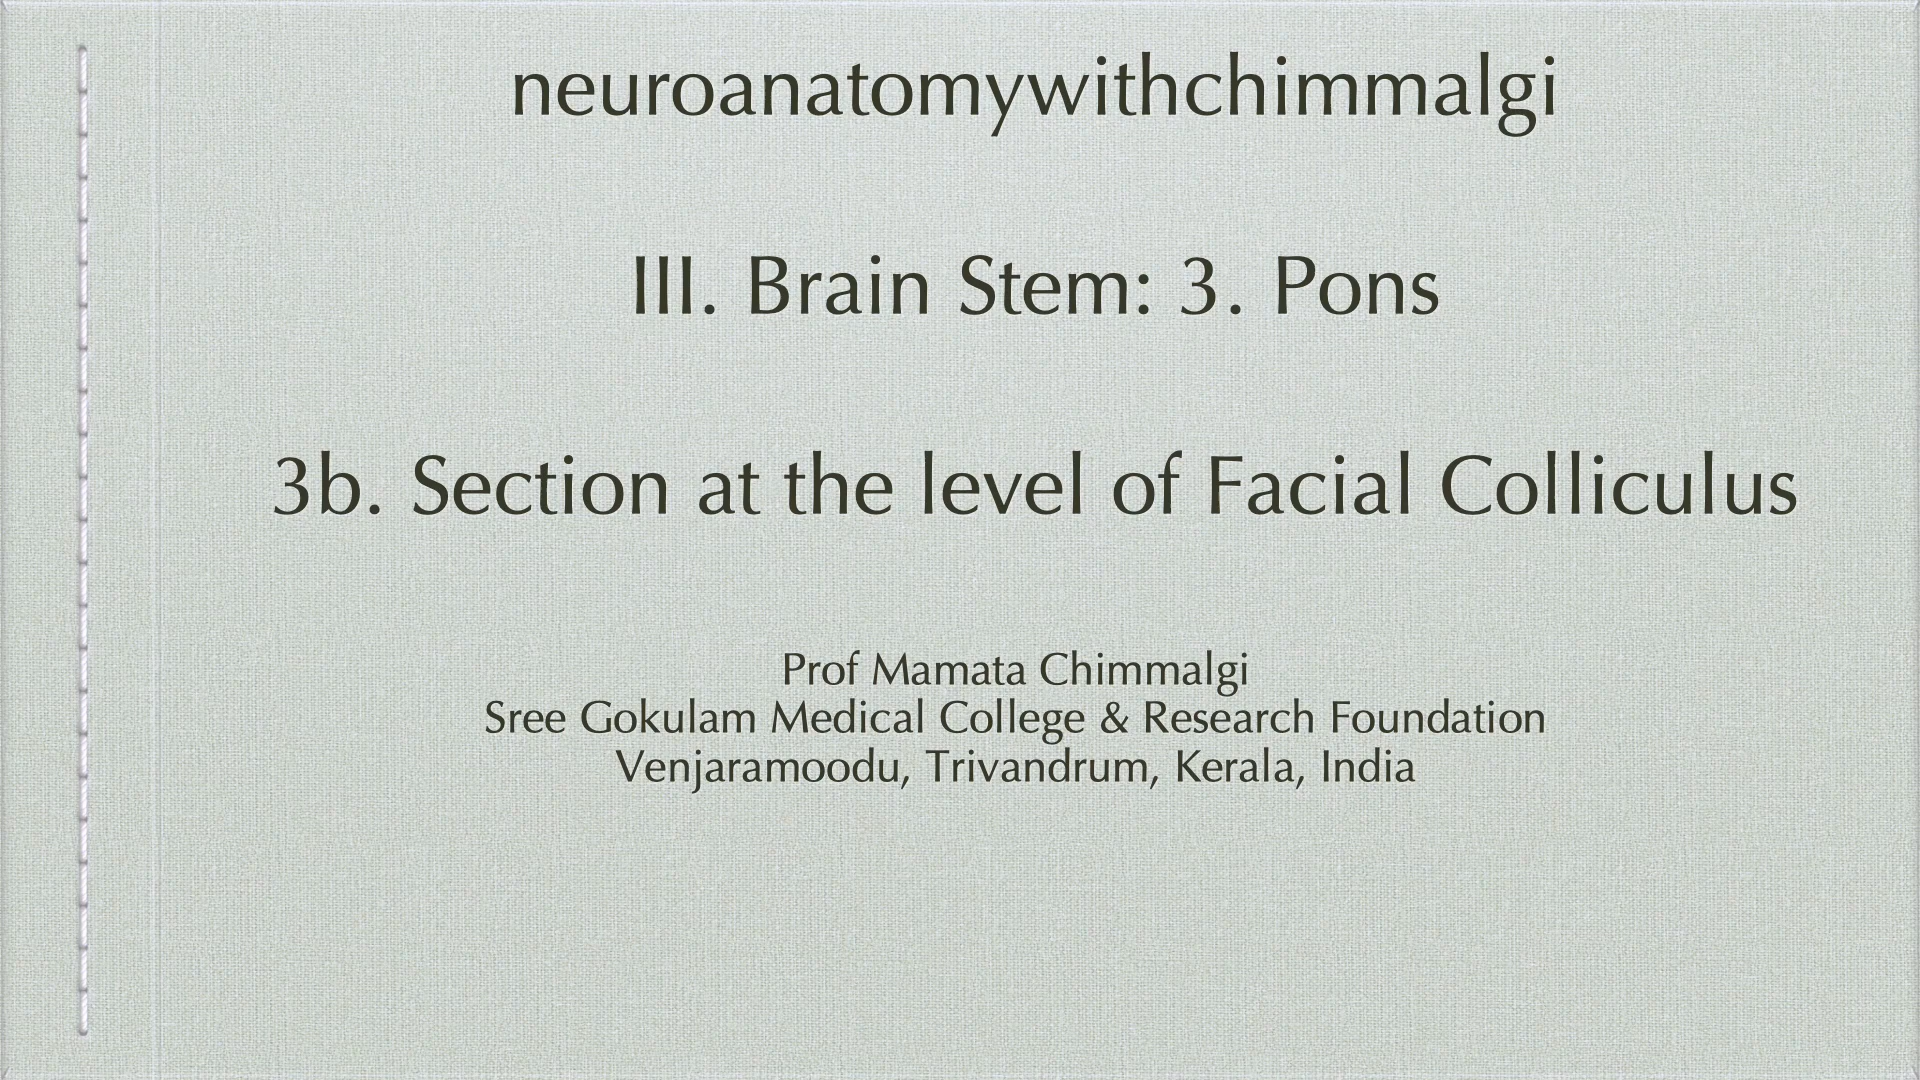 neuroanatomywithchimmalgi
III. Brain Stem: 3. Pons
3b. Section at the level of Facial Colliculus
Prof Mamata Chimmalgi
Sree Gokulam Medical College & Research Foundation
Venjaramoodu, Trivandrum, Kerala, India